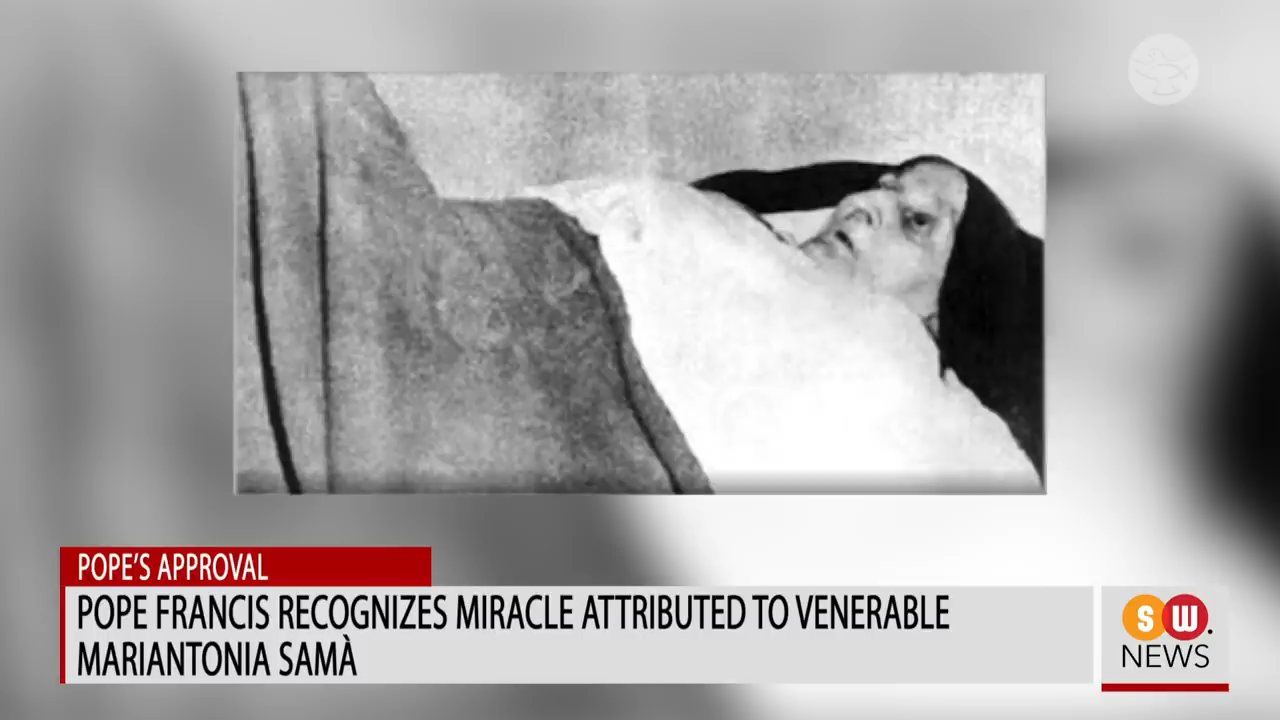 POPE'S APPROVAL
POPE FRANCIS RECOGNIZES MIRACLE ATTRIBUTED TO VENERABLE
MARIANTONIA SAMÀ
SW.
NEWS